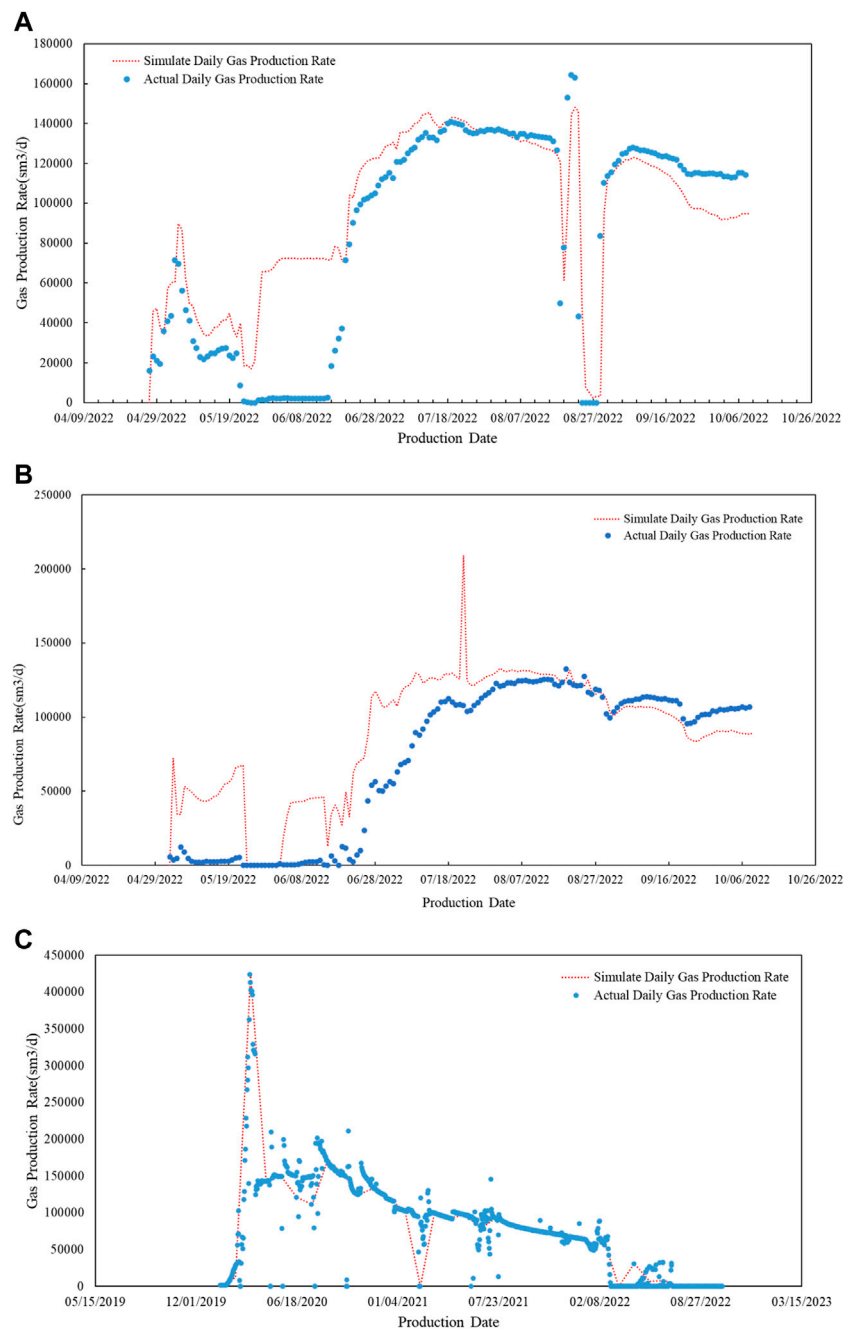 A
180000
160000
140000
120000
100000
80000
60000
40000
20000
0
Gas Production Rate(sm3/d)
Simulate Daily Gas Production Rate
Actual Daily Gas Production Rate
04/09/2022 04/29/2022 05/19/2022 06/08/2022 06/28/2022 07/18/2022 08/07/2022 08/27/2022 09/16/2022 10/06/2022 10/26/2022
Production Date
B
250000
200000
150000
100000
50000
0
Gas Production Rate(sm3/d)
Simulate Daily Gas Production Rate
Actual Daily Gas Production Rate
04/09/2022 04/29/2022 05/19/2022 06/08/2022 06/28/2022 07/18/2022 08/07/2022 08/27/2022 09/16/2022 10/06/2022 10/26/2022
Production Date
C
450000
400000
350000
300000
250000
200000
150000
100000
50000
0
Gas Production Rate(sm3/d)
Simulate Daily Gas Production Rate
Actual Daily Gas Production Rate
05/15/2019 12/01/2019 06/18/2020 01/04/2021 07/23/2021 02/08/2022 08/27/2022 03/15/2023
Production Date